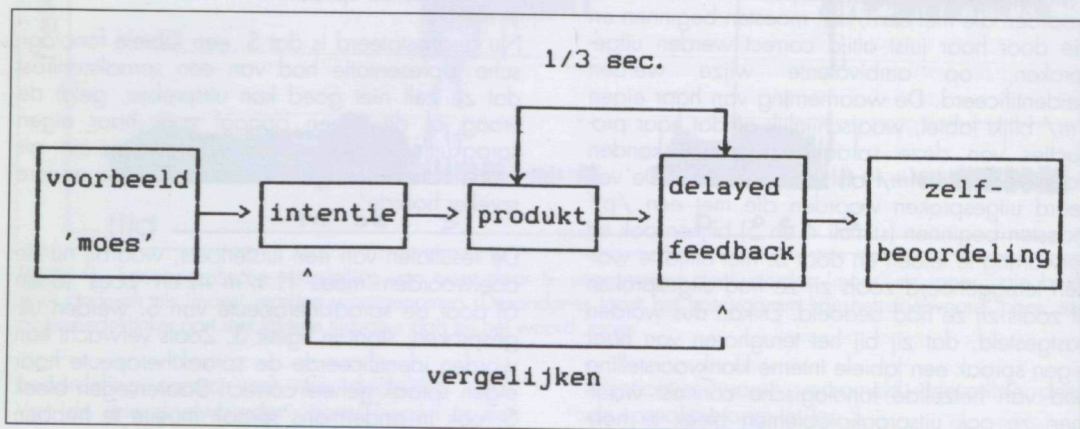 1/3 sec.
voorbeeld
'moes'
intentie
produkt
delayed
feedback
zelf-
beoordeling
vergelijken